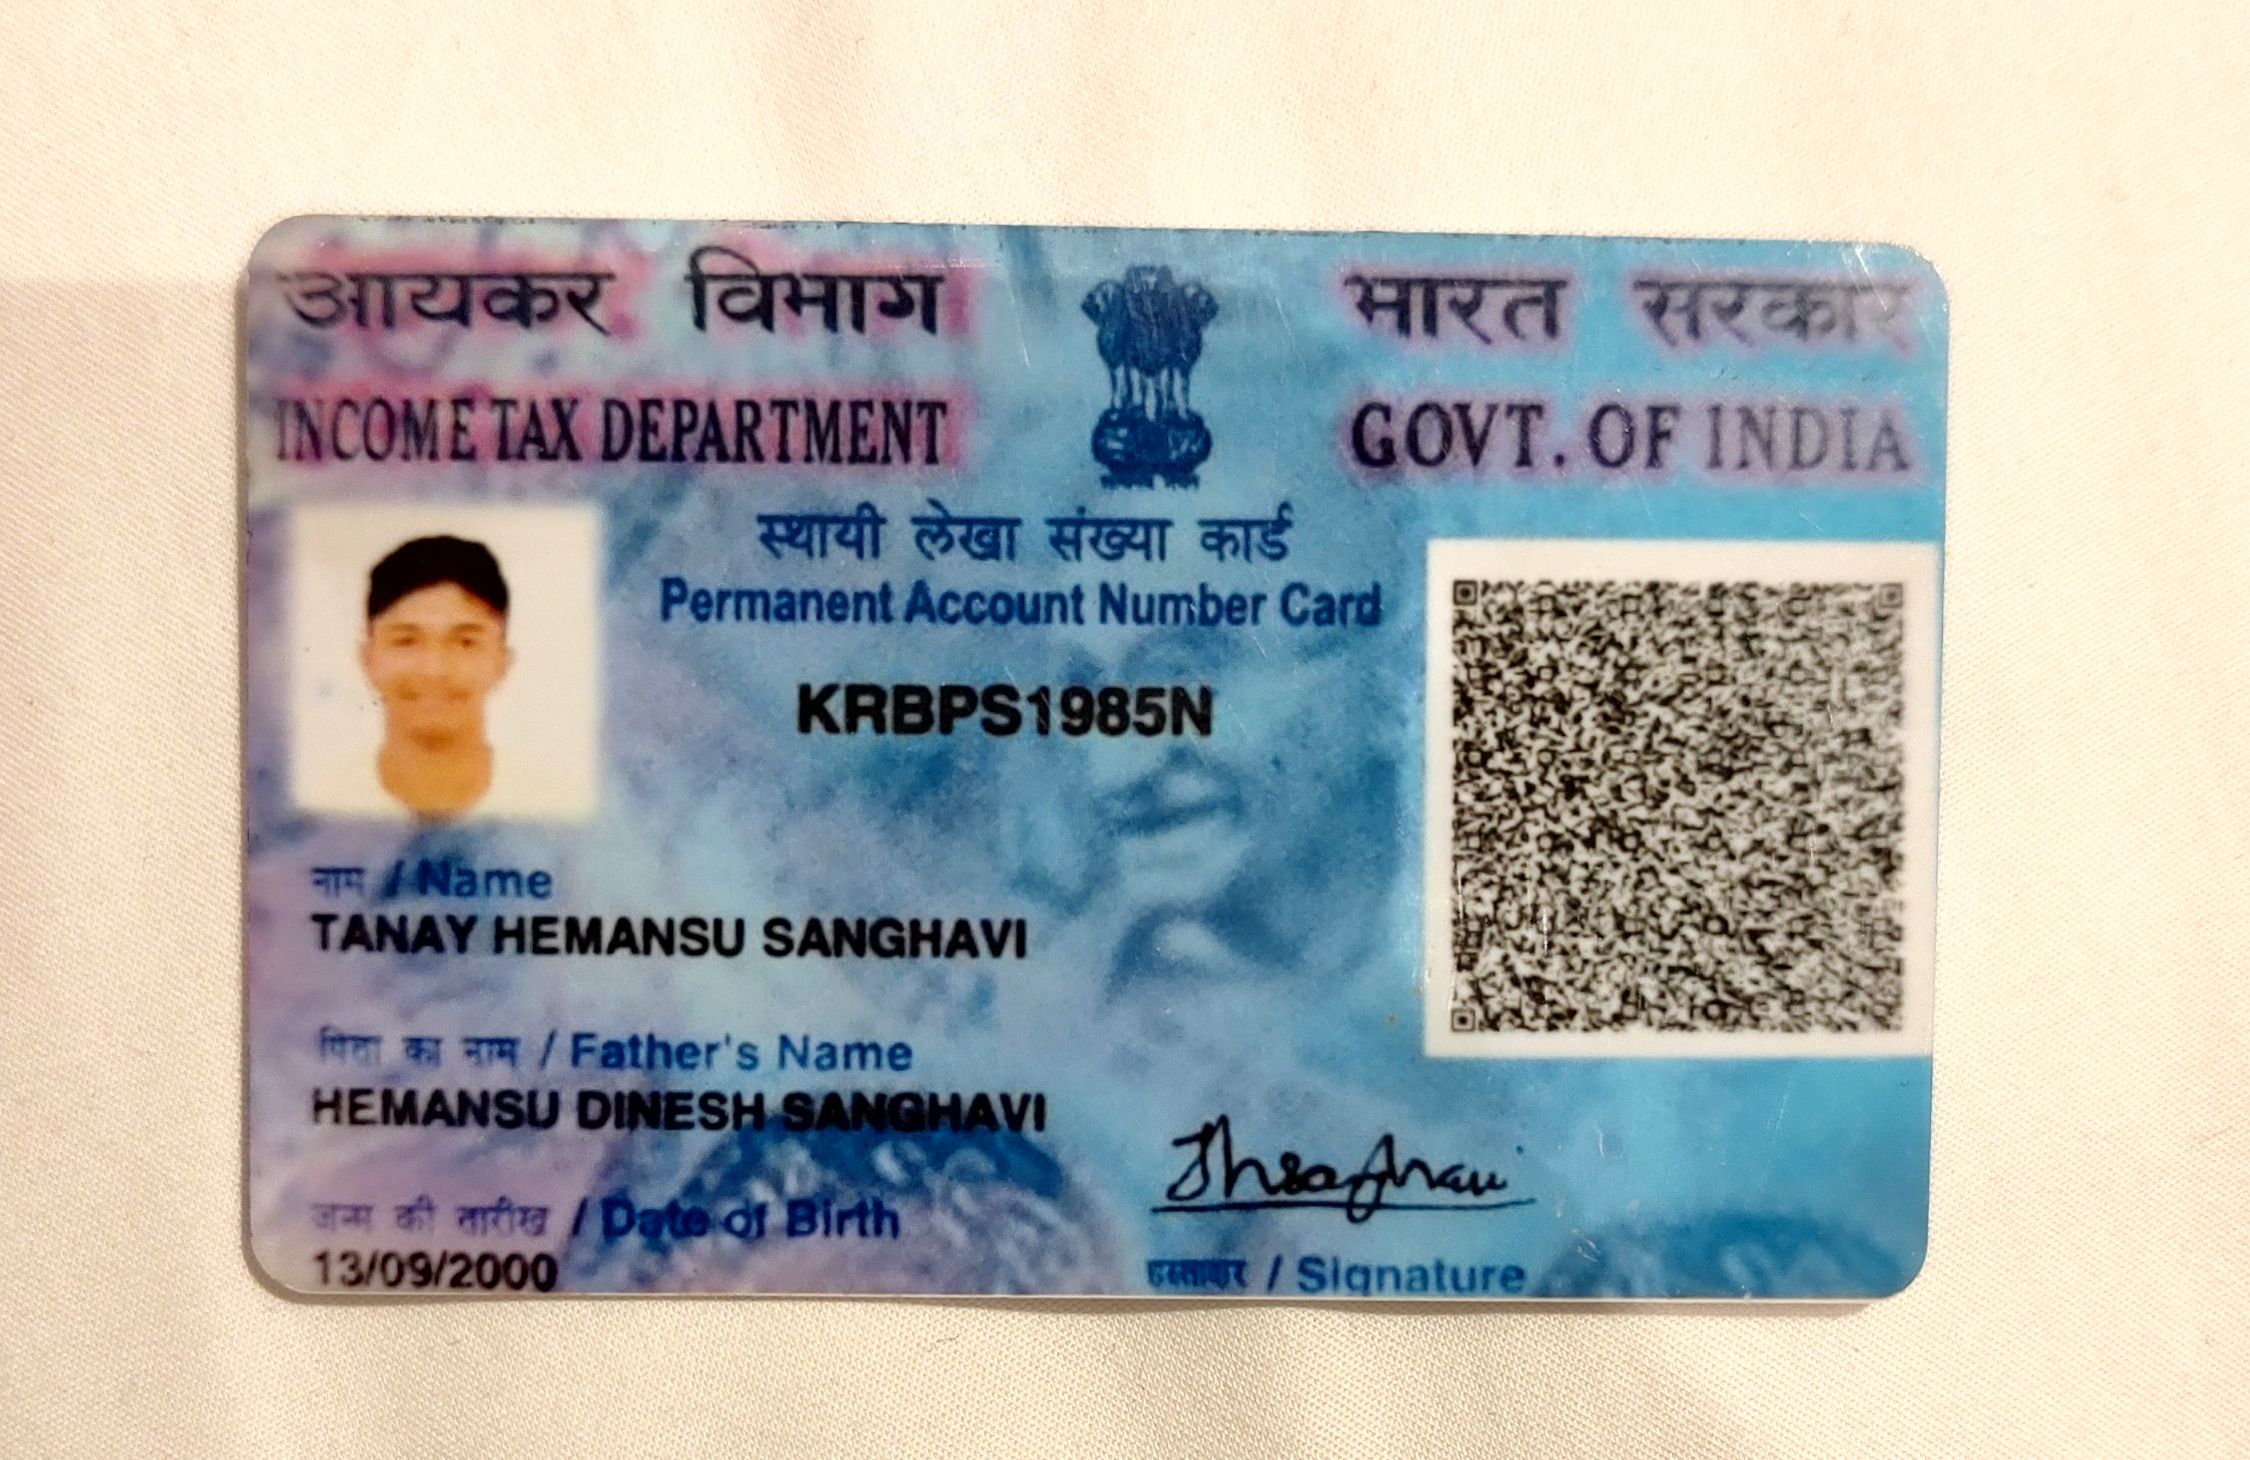 आयकर विभाग
INCOME TAX DEPARTMENT
भारत सरकार
GOVT. OF INDIA
स्थायी लेखा संख्या कार्ड
Permanent Account Number Card
KRBPS1985N
नाम / Name
TANAY HEMANSU SANGHAVI
पिता का नाम / Father's Name
HEMANSU DINESH SANGHAVI
जन्म की तारीख / Date of Birth
13/09/2000
हस्ताक्षर / Signature